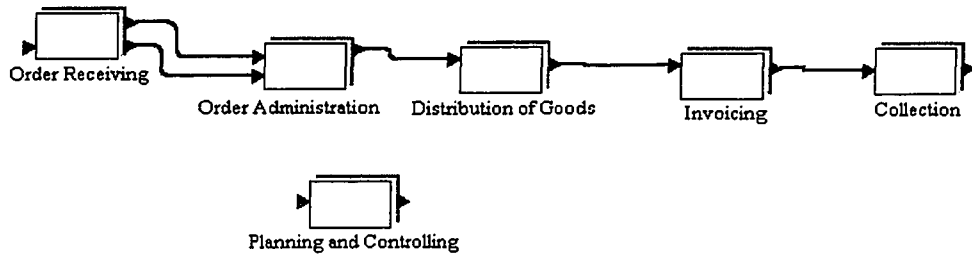 Order Receiving
Order Administration
Distribution of Goods
Invoicing
Collection
Planning and Controlling